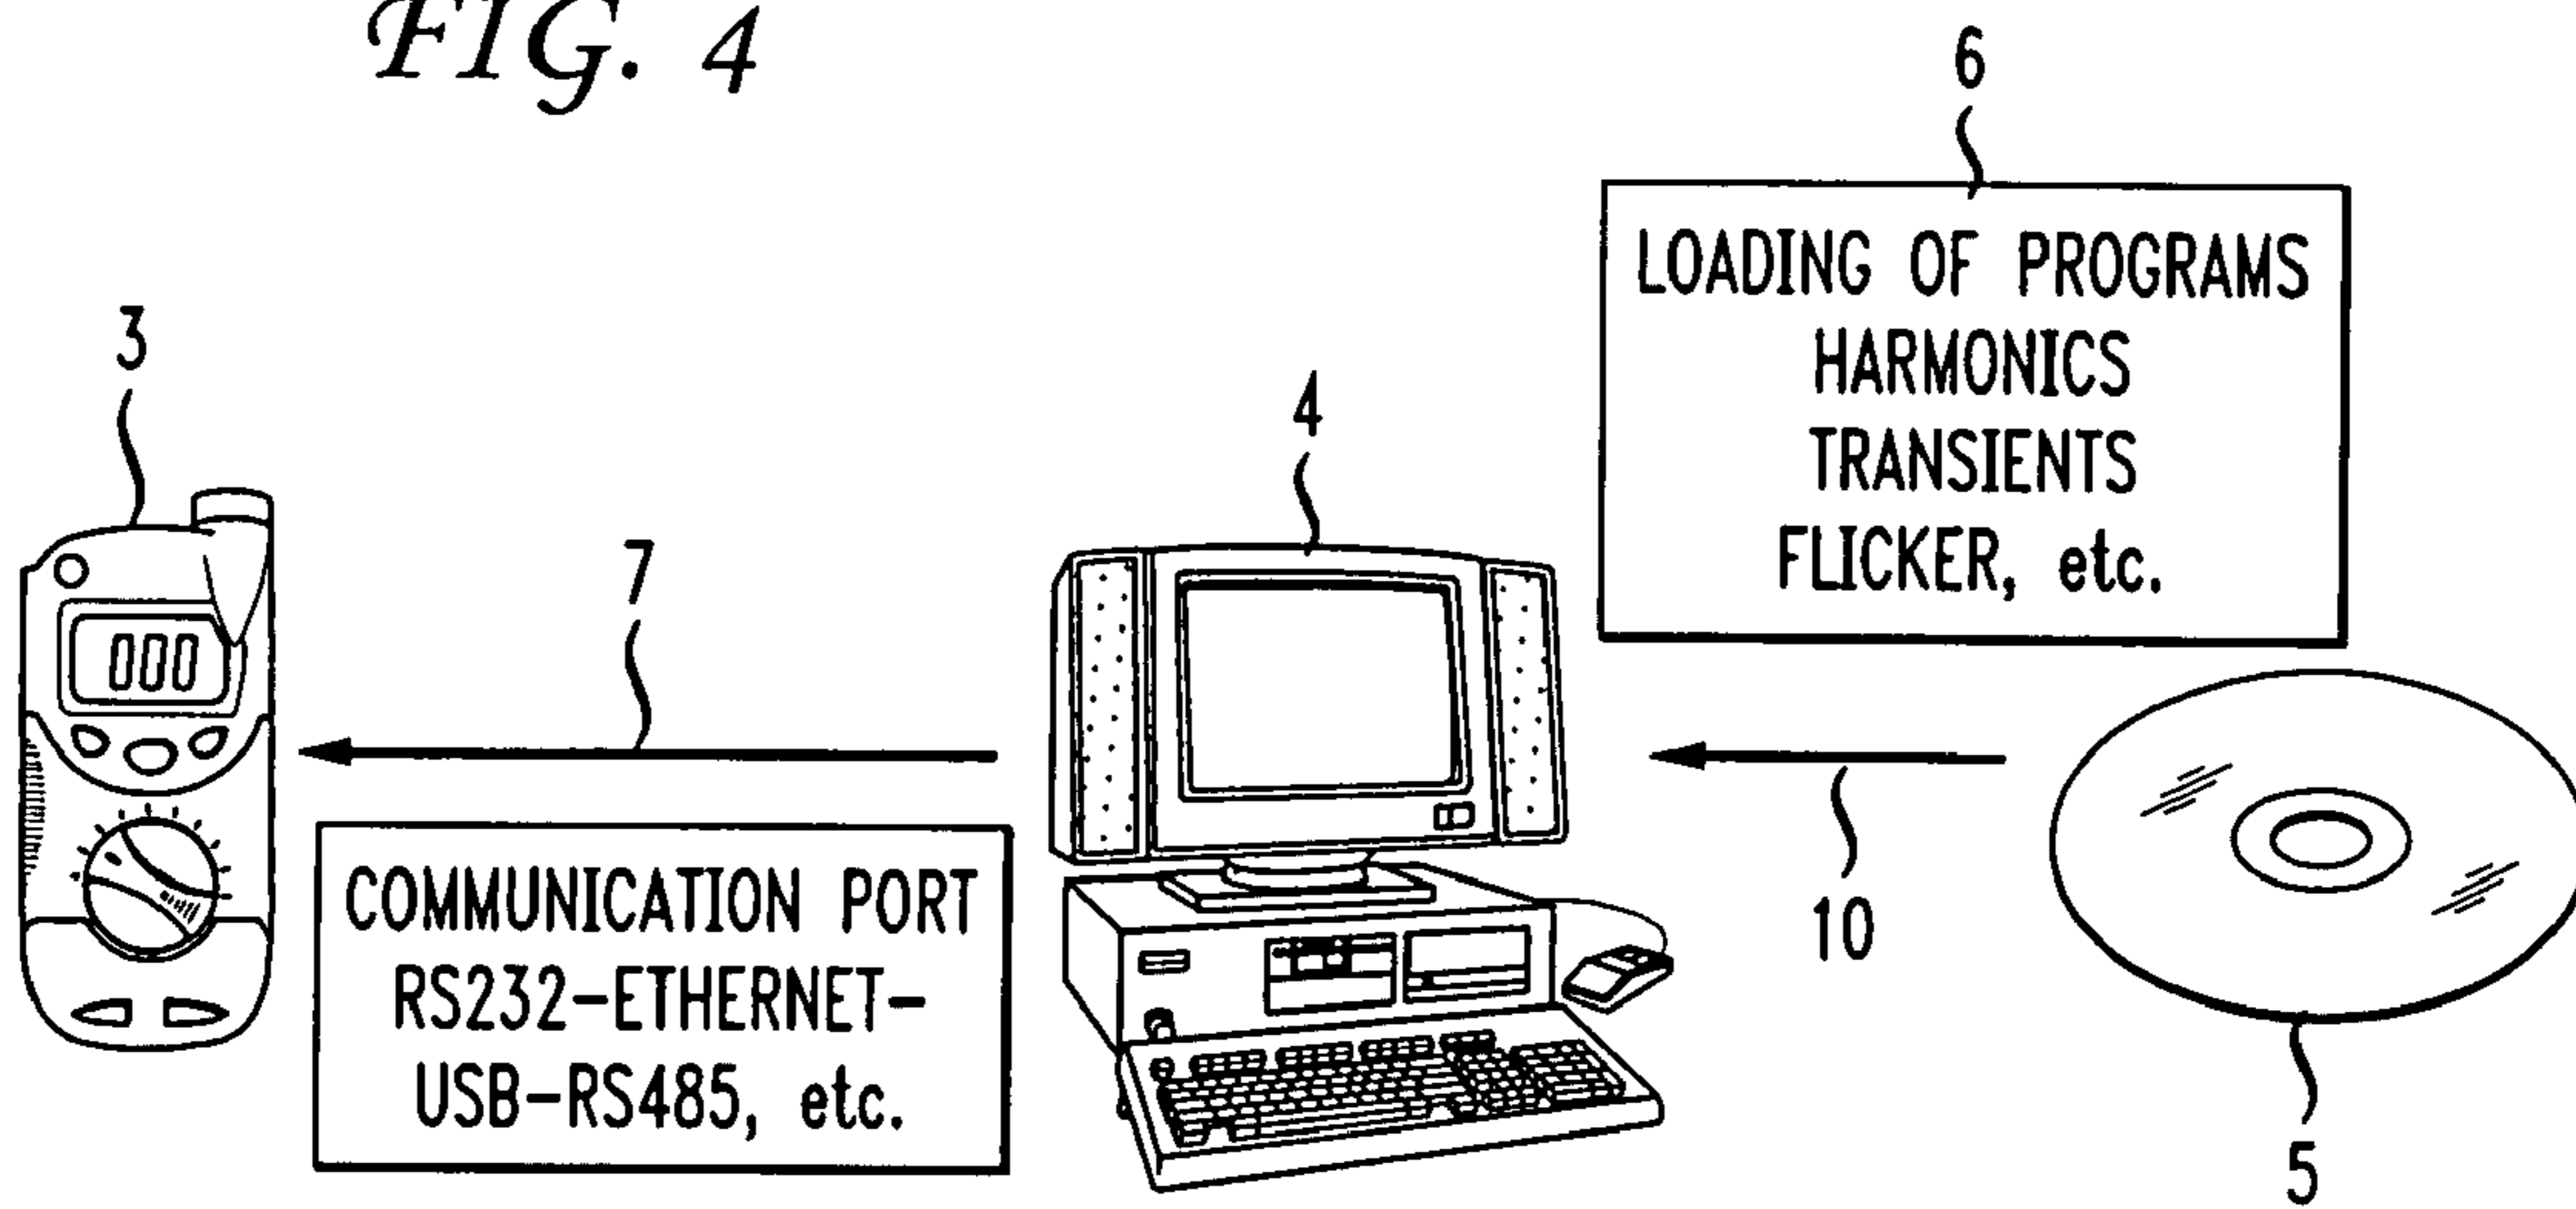 FIG. 4
6
LOADING OF PROGRAMS
HARMONICS
TRANSIENTS
FLICKER, etc.
3
4
7
000
COMMUNICATION PORT
RS232-ETHERNET-
USB-RS485, etc.
10
5